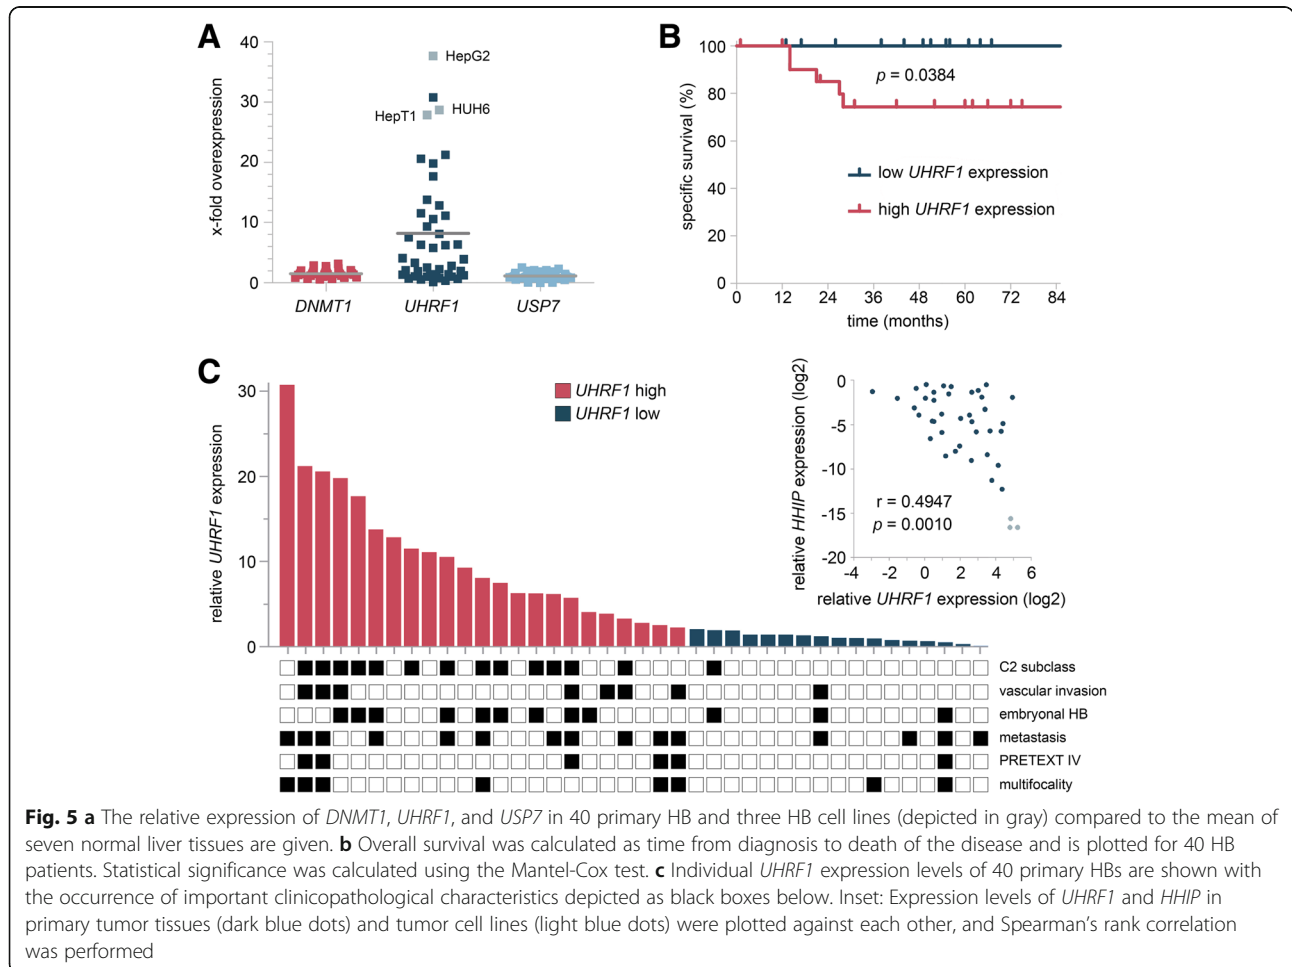 A
x-fold overexpression
40
30
20
10
0
HepG2
HepT1
HUH6
DNMT1
UHRF1
USP7
B
specific survival (%)
100
80
60
40
20
0
p = 0.0384
low UHRF1 expression
high UHRF1 expression
0 12 24 36 48 60 72 84
time (months)
C
relative UHRF1 expression
30
20
10
0
UHRF1 high
UHRF1 low
relative HHIP expression (log2)
0
-5
-10
-15
-20
r = 0.4947
p = 0.0010
-4 -2 0 2 4 6
relative UHRF1 expression (log2)
C2 subclass
vascular invasion
embryonal HB
metastasis
PRETEXT IV
multifocality
Fig. 5 a The relative expression of DNMT1, UHRF1, and USP7 in 40 primary HB and three HB cell lines (depicted in gray) compared to the mean of
seven normal liver tissues are given. b Overall survival was calculated as time from diagnosis to death of the disease and is plotted for 40 HB
patients. Statistical significance was calculated using the Mantel-Cox test. c Individual UHRF1 expression levels of 40 primary HBs are shown with
the occurrence of important clinicopathological characteristics depicted as black boxes below. Inset: Expression levels of UHRF1 and HHIP in
primary tumor tissues (dark blue dots) and tumor cell lines (light blue dots) were plotted against each other, and Spearman's rank correlation
was performed